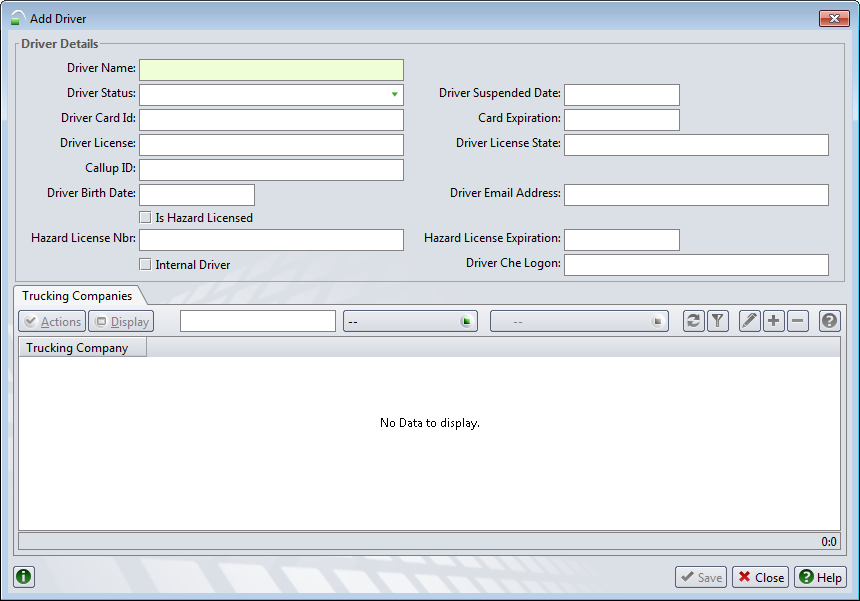 Add Driver
Driver Details
Driver Name:
Driver Status:
Driver Suspended Date:
Driver Card Id:
Card Expiration:
Driver License:
Driver License State:
Callup ID:
Driver Birth Date:
Driver Email Address:
Is Hazard Licensed
Hazard License Nbr:
Hazard License Expiration:
Internal Driver
Driver Che Logon:
Trucking Companies
Actions Display -- --
Trucking Company
No Data to display.
0:0
Save Close Help